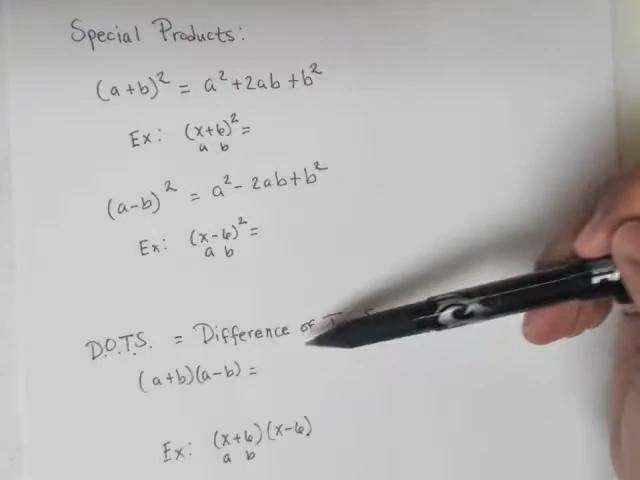 Special Products:
(a+b)² = a²+2ab+b²
Ex: (x+6)² =
a b
(a-b)² = a²-2ab+b²
Ex: (x-6)² =
a b
D.O.T.S. = Difference of
(a+b)(a-b) =
Ex: (x+6)(x-6)
a b